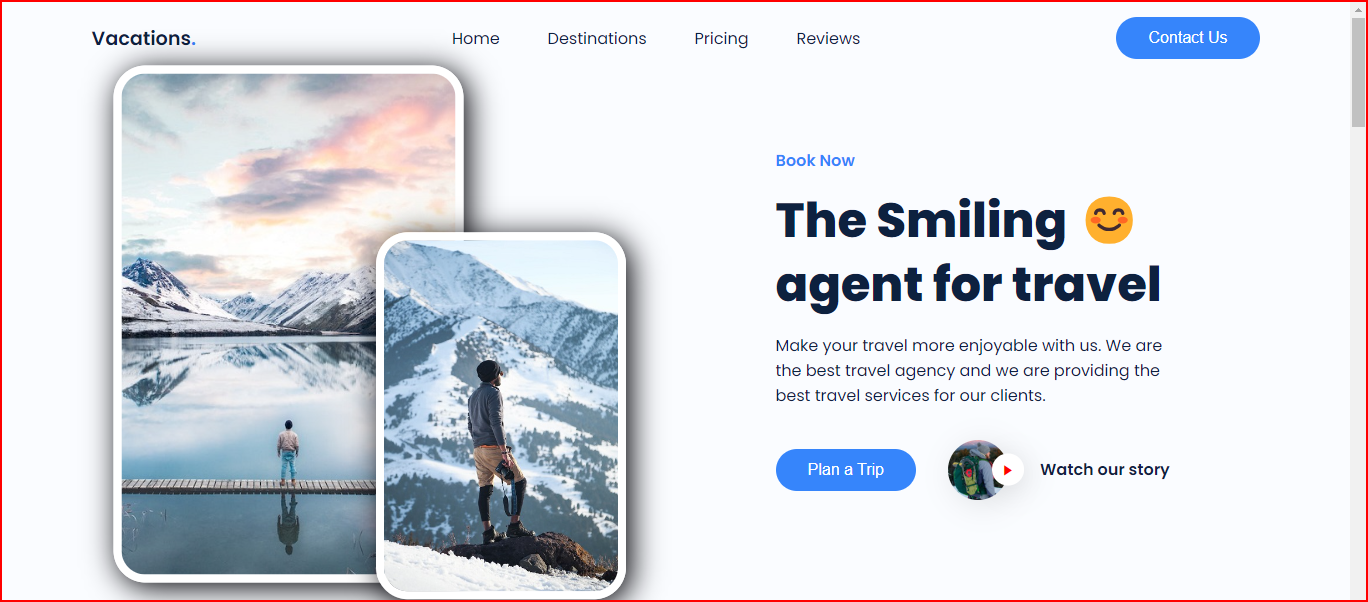 Vacations.
Home Destinations Pricing Reviews
Contact Us
Book Now
The Smiling 😊
agent for travel
Make your travel more enjoyable with us. We are
the best travel agency and we are providing the
best travel services for our clients.
Plan a Trip
Watch our story